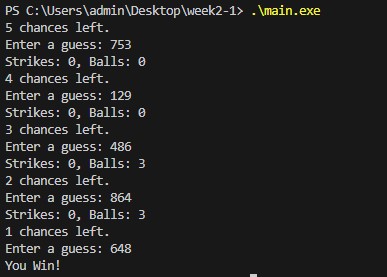 PS C:\Users\admin\Desktop\week2-1> .\main.exe
5 chances left.
Enter a guess: 753
Strikes: 0, Balls: 0
4 chances left.
Enter a guess: 129
Strikes: 0, Balls: 0
3 chances left.
Enter a guess: 486
Strikes: 0, Balls: 3
2 chances left.
Enter a guess: 864
Strikes: 0, Balls: 3
1 chances left.
Enter a guess: 648
You Win!